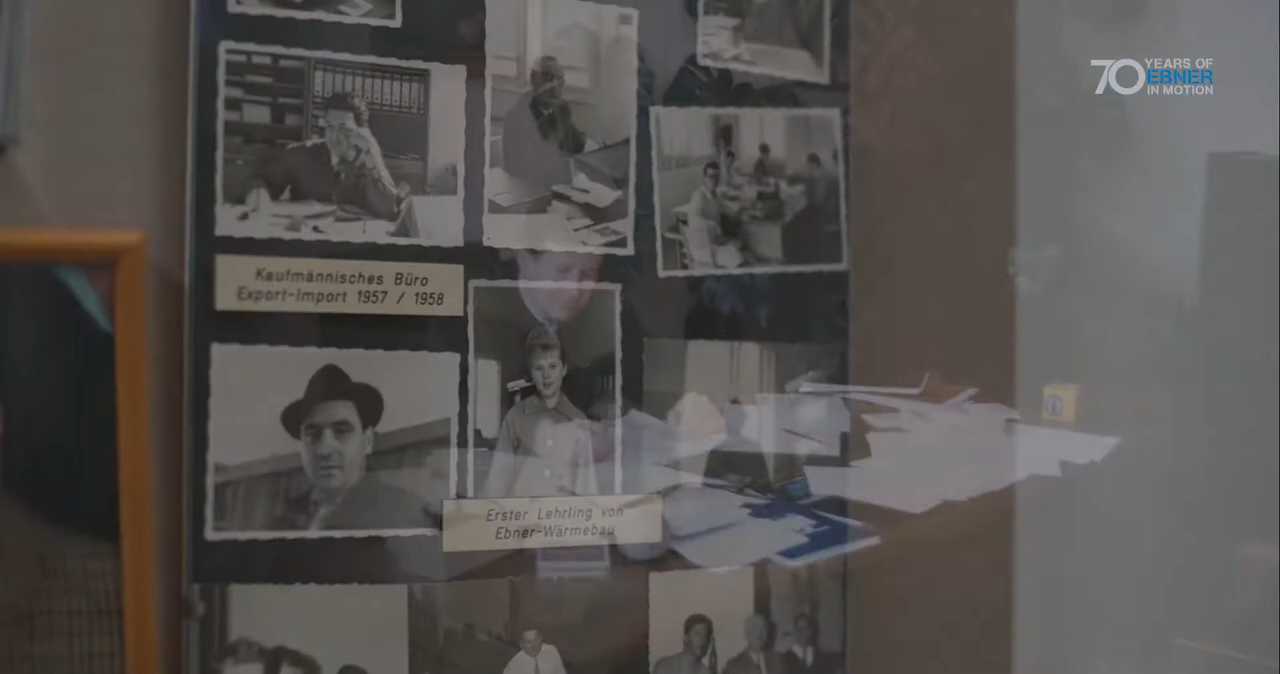 70 YEARS OF
EBNER
IN MOTION
Kaufmännisches Büro
Export-Import 1957 / 1958
Erster Lehrling von
Ebner-Wärmebau